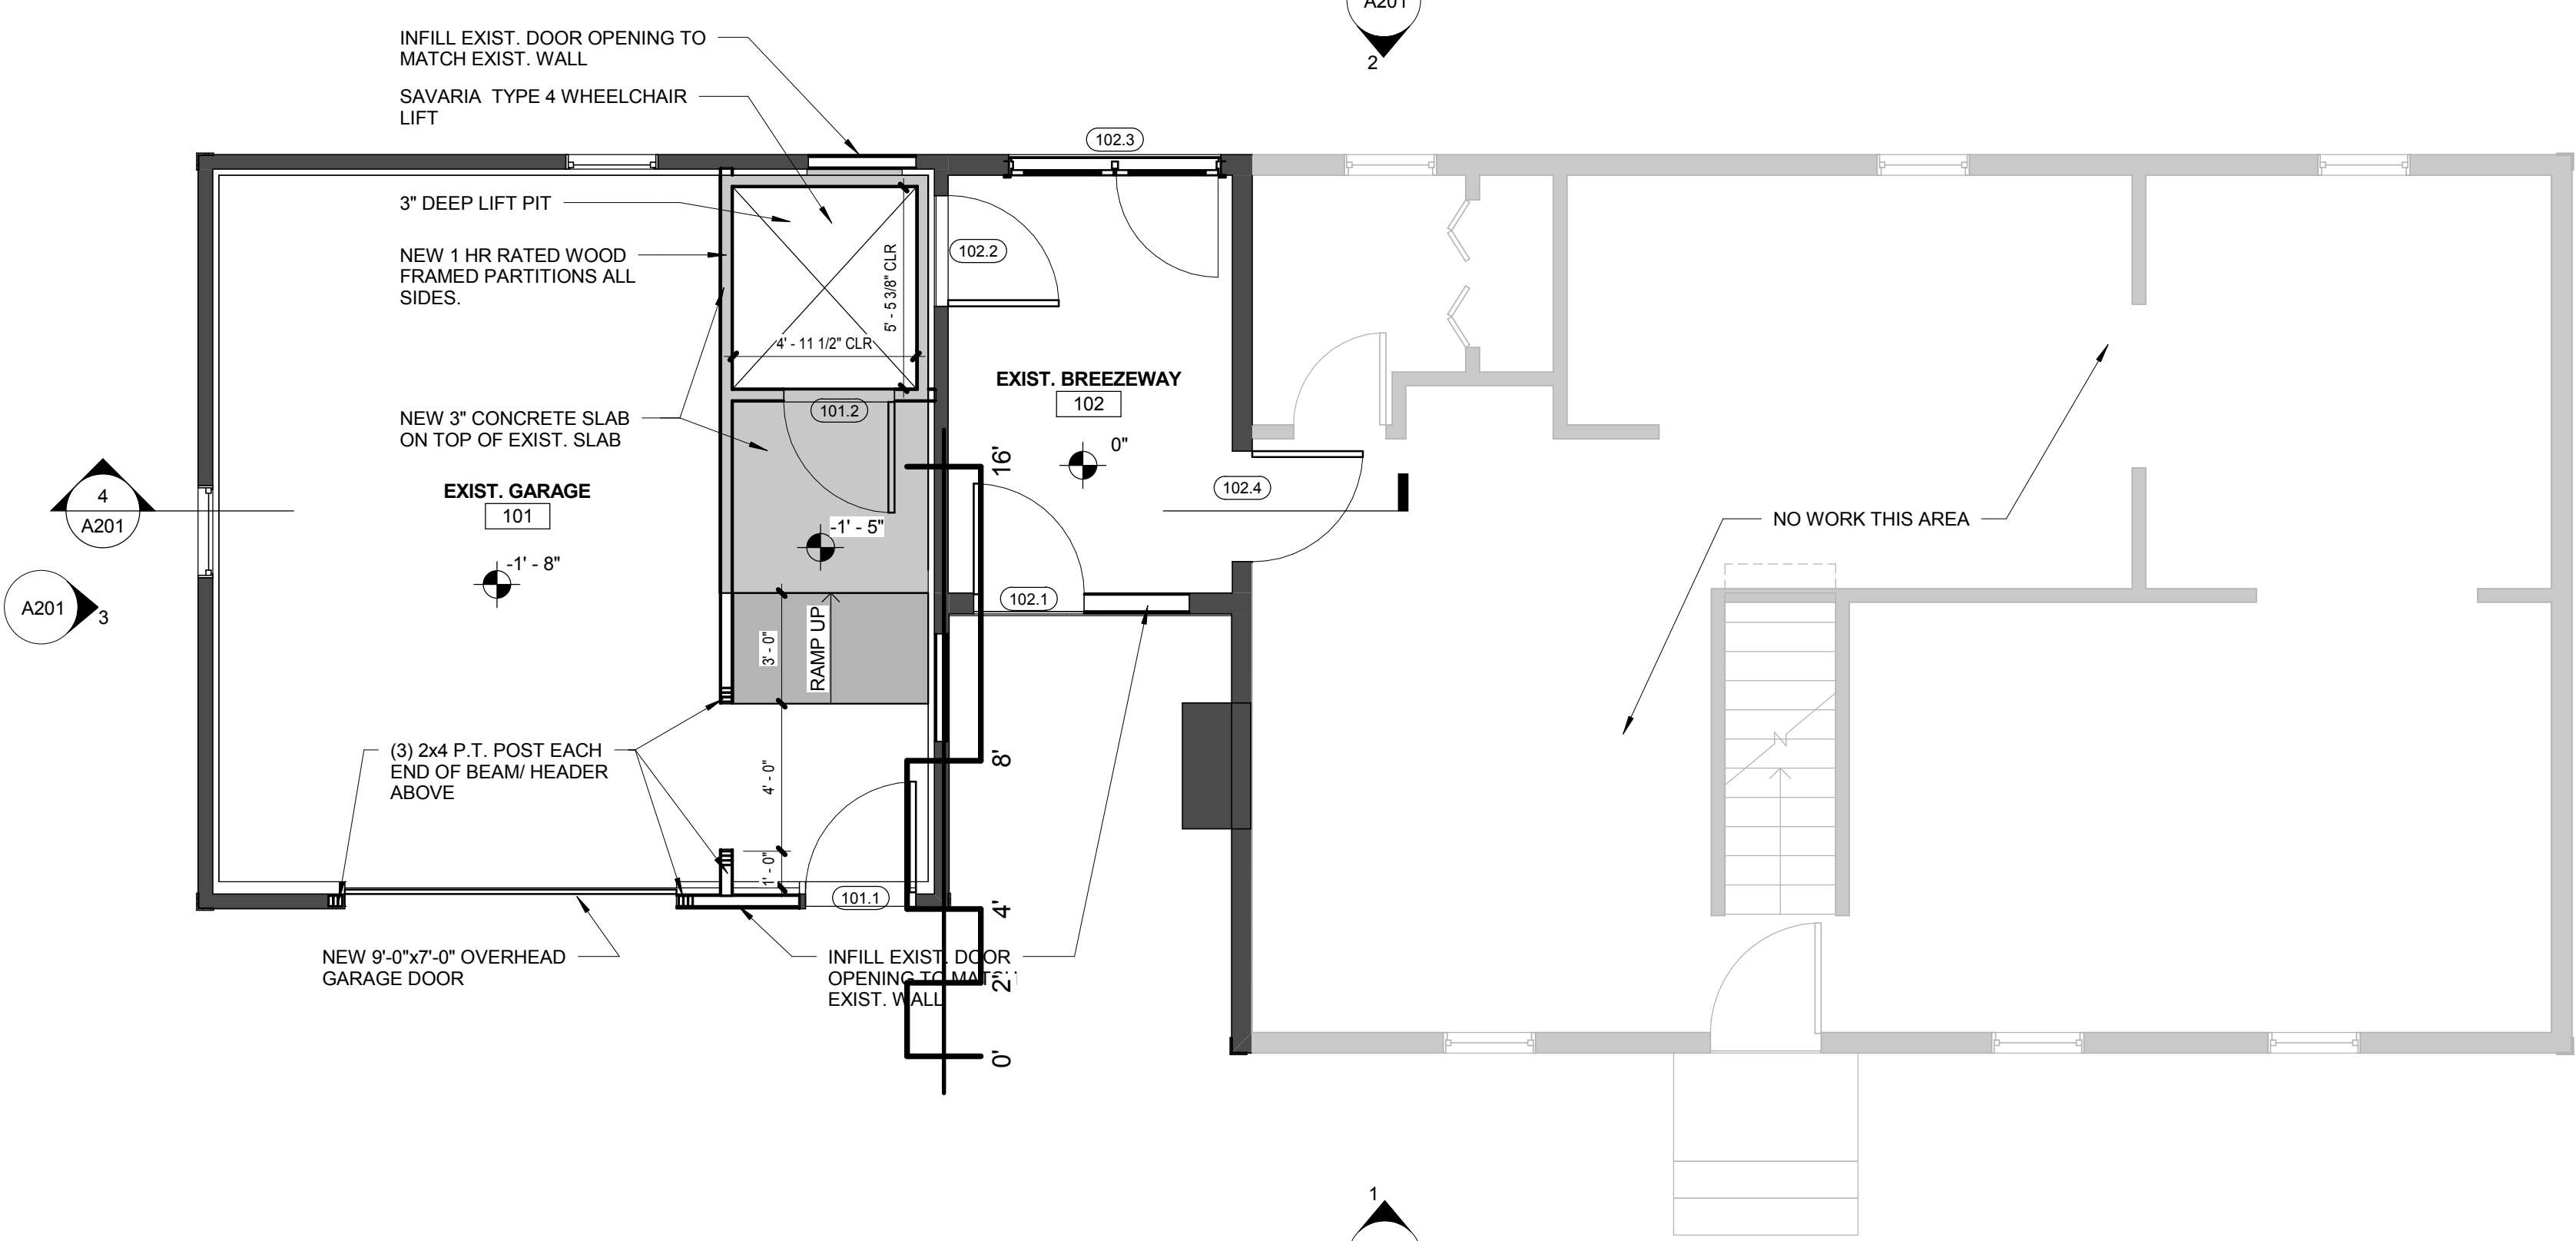 A201
2
INFILL EXIST. DOOR OPENING TO
MATCH EXIST. WALL
SAVARIA TYPE 4 WHEELCHAIR
LIFT
102.3
3" DEEP LIFT PIT
NEW 1 HR RATED WOOD
FRAMED PARTITIONS ALL
SIDES.
102.2
5' - 5 3/8" CLR
4' - 11 1/2" CLR
EXIST. BREEZEWAY
102
0"
101.2
NEW 3" CONCRETE SLAB
ON TOP OF EXIST. SLAB
EXIST. GARAGE
101
-1' - 8"
-1' - 5"
4
A201
A201
3
102.4
NO WORK THIS AREA
102.1
RAMP UP
3' - 0"
4' - 0"
1' - 0"
(3) 2x4 P.T. POST EACH
END OF BEAM/ HEADER
ABOVE
101.1
NEW 9'-0"x7'-0" OVERHEAD
GARAGE DOOR
INFILL EXIST. DOOR
OPENING TO MATCH
EXIST. WALL
16'
8'
4'
2'
0'
1